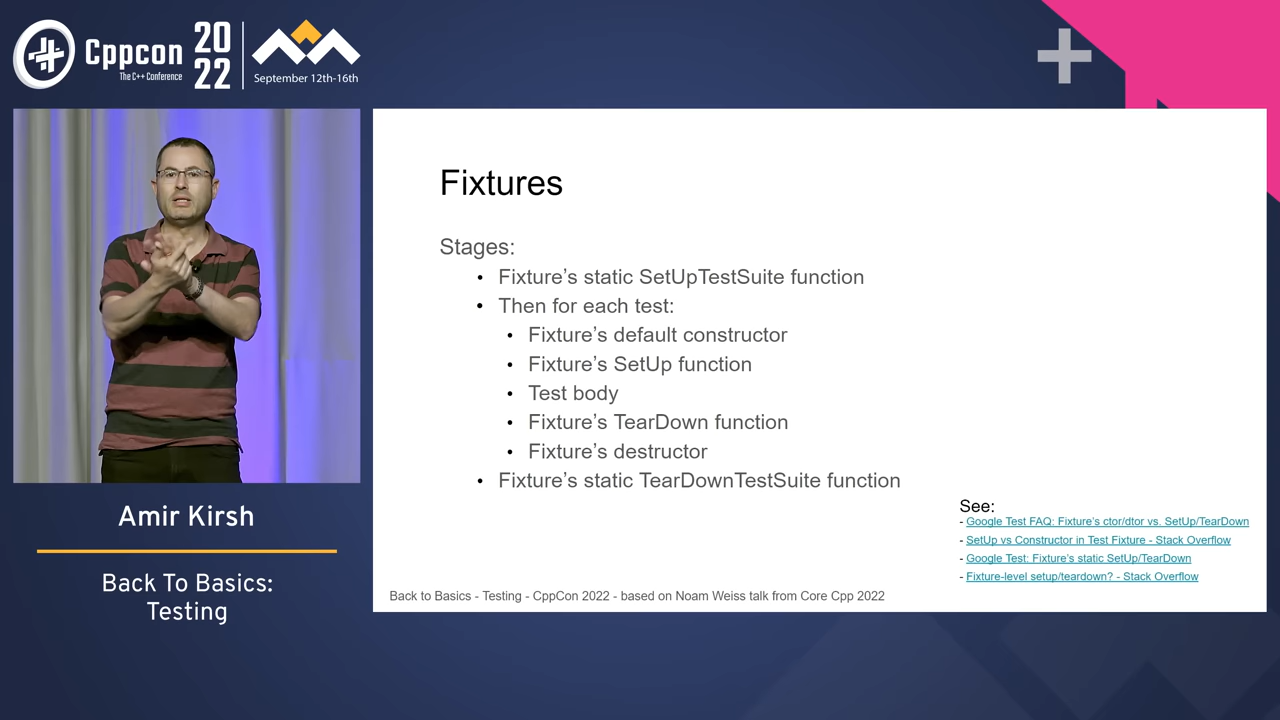 Cppcon
The C++ Conference
20
22
September 12th-16th
Amir Kirsh
Back To Basics:
Testing
Fixtures
Stages:
• Fixture’s static SetUpTestSuite function
• Then for each test:
• Fixture’s default constructor
• Fixture’s SetUp function
• Test body
• Fixture’s TearDown function
• Fixture’s destructor
• Fixture’s static TearDownTestSuite function
See:
- Google Test FAQ: Fixture’s ctor/dtor vs. SetUp/TearDown
- SetUp vs Constructor in Test Fixture - Stack Overflow
- Google Test: Fixture’s static SetUp/TearDown
- Fixture-level setup/teardown? - Stack Overflow
Back to Basics - Testing - CppCon 2022 - based on Noam Weiss talk from Core Cpp 2022